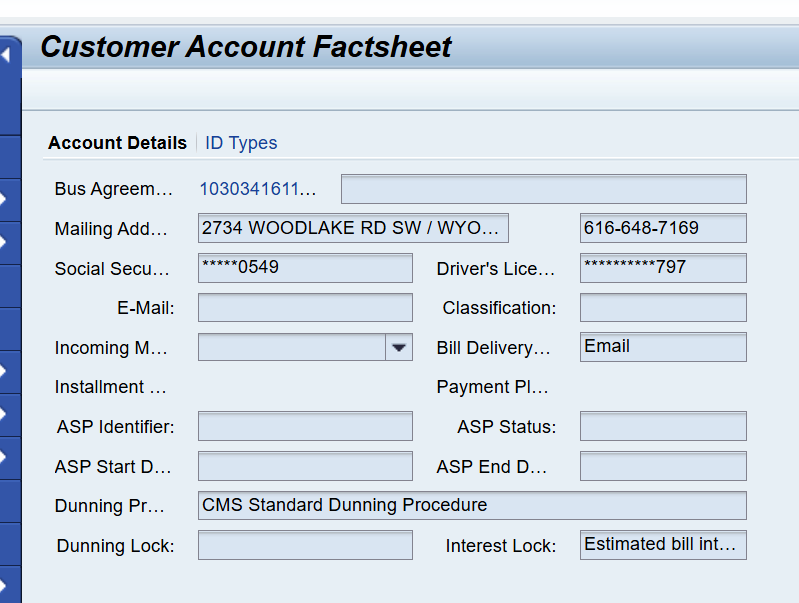 Customer Account Factsheet
Account Details ID Types
Bus Agreem... 1030341611...
Mailing Add... 2734 WOODLAKE RD SW / WYO... 616-648-7169
Social Secu... *****0549 Driver's Lice... **********797
E-Mail: Classification:
Incoming M... Bill Delivery... Email
Installment ... Payment Pl...
ASP Identifier: ASP Status:
ASP Start D... ASP End D...
Dunning Pr... CMS Standard Dunning Procedure
Dunning Lock: Interest Lock: Estimated bill int...